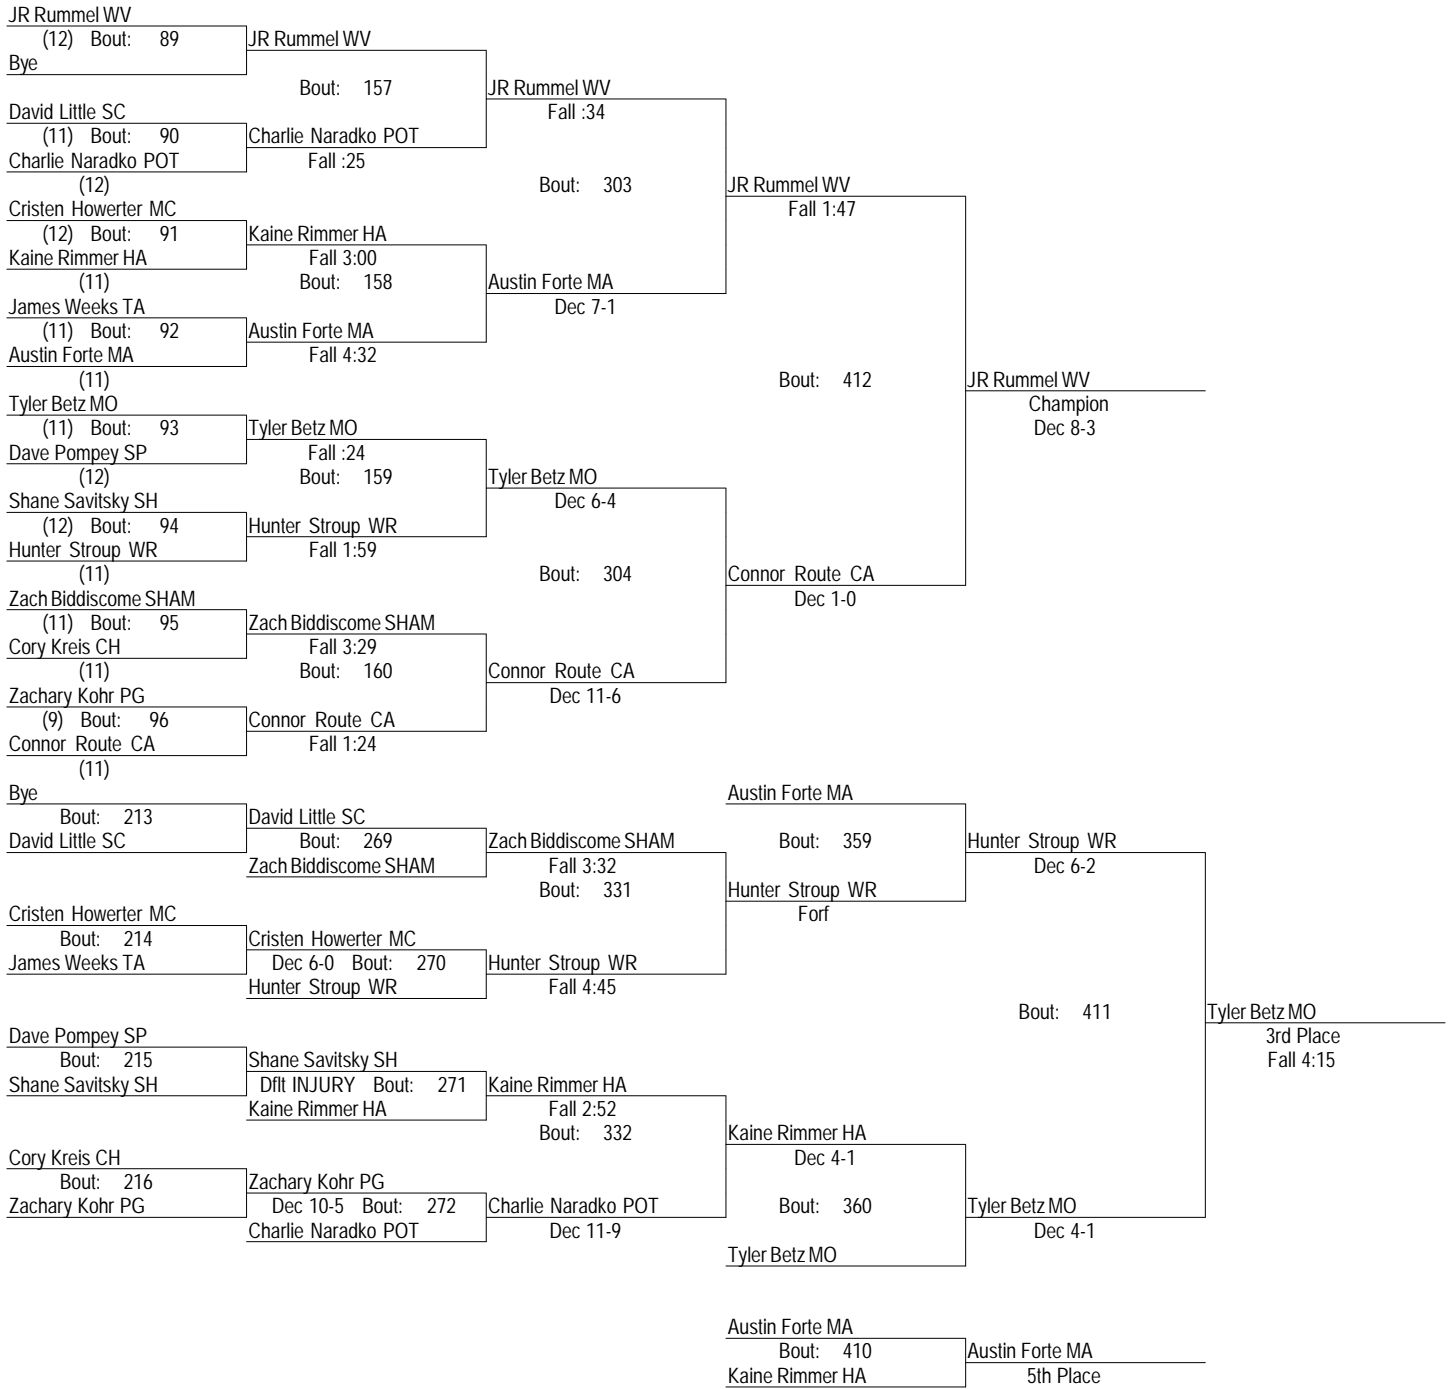 JR Rummel WV
(12) Bout: 89 JR Rummel WV
Bye
Bout: 157 JR Rummel WV
David Little SC Fall :34
(11) Bout: 90 Charlie Naradko POT
Charlie Naradko POT Fall :25
(12) Bout: 303 JR Rummel WV
Cristen Howerter MC Fall 1:47
(12) Bout: 91 Kaine Rimmer HA
Kaine Rimmer HA Fall 3:00
(11) Bout: 158 Austin Forte MA
James Weeks TA Dec 7-1
(11) Bout: 92 Austin Forte MA
Austin Forte MA Fall 4:32
(11) Bout: 412 JR Rummel WV
Tyler Betz MO Champion
(11) Bout: 93 Tyler Betz MO Dec 8-3
Dave Pompey SP Fall :24
(12) Bout: 159 Tyler Betz MO
Shane Savitsky SH Dec 6-4
(12) Bout: 94 Hunter Stroup WR
Hunter Stroup WR Fall 1:59
(11) Bout: 304 Connor Route CA
Zach Biddiscome SHAM Dec 1-0
(11) Bout: 95 Zach Biddiscome SHAM
Cory Kreis CH Fall 3:29
(11) Bout: 160 Connor Route CA
Zachary Kohr PG Dec 11-6
(9) Bout: 96 Connor Route CA
Connor Route CA Fall 1:24
(11)
Bye Austin Forte MA
Bout: 213 David Little SC
David Little SC Bout: 269 Zach Biddiscome SHAM Bout: 359 Hunter Stroup WR
Zach Biddiscome SHAM Fall 3:32 Dec 6-2
Bout: 331 Hunter Stroup WR
Cristen Howerter MC Forf
Bout: 214 Cristen Howerter MC
James Weeks TA Dec 6-0 Bout: 270 Hunter Stroup WR
Hunter Stroup WR Fall 4:45
Bout: 411 Tyler Betz MO
Dave Pompey SP 3rd Place
Bout: 215 Shane Savitsky SH Fall 4:15
Shane Savitsky SH Dflt INJURY Bout: 271 Kaine Rimmer HA
Kaine Rimmer HA Fall 2:52
Bout: 332 Kaine Rimmer HA
Cory Kreis CH Dec 4-1
Bout: 216 Zachary Kohr PG
Zachary Kohr PG Dec 10-5 Bout: 272 Charlie Naradko POT Bout: 360 Tyler Betz MO
Charlie Naradko POT Dec 11-9 Dec 4-1
Tyler Betz MO
Austin Forte MA
Bout: 410 Austin Forte MA
Kaine Rimmer HA 5th Place